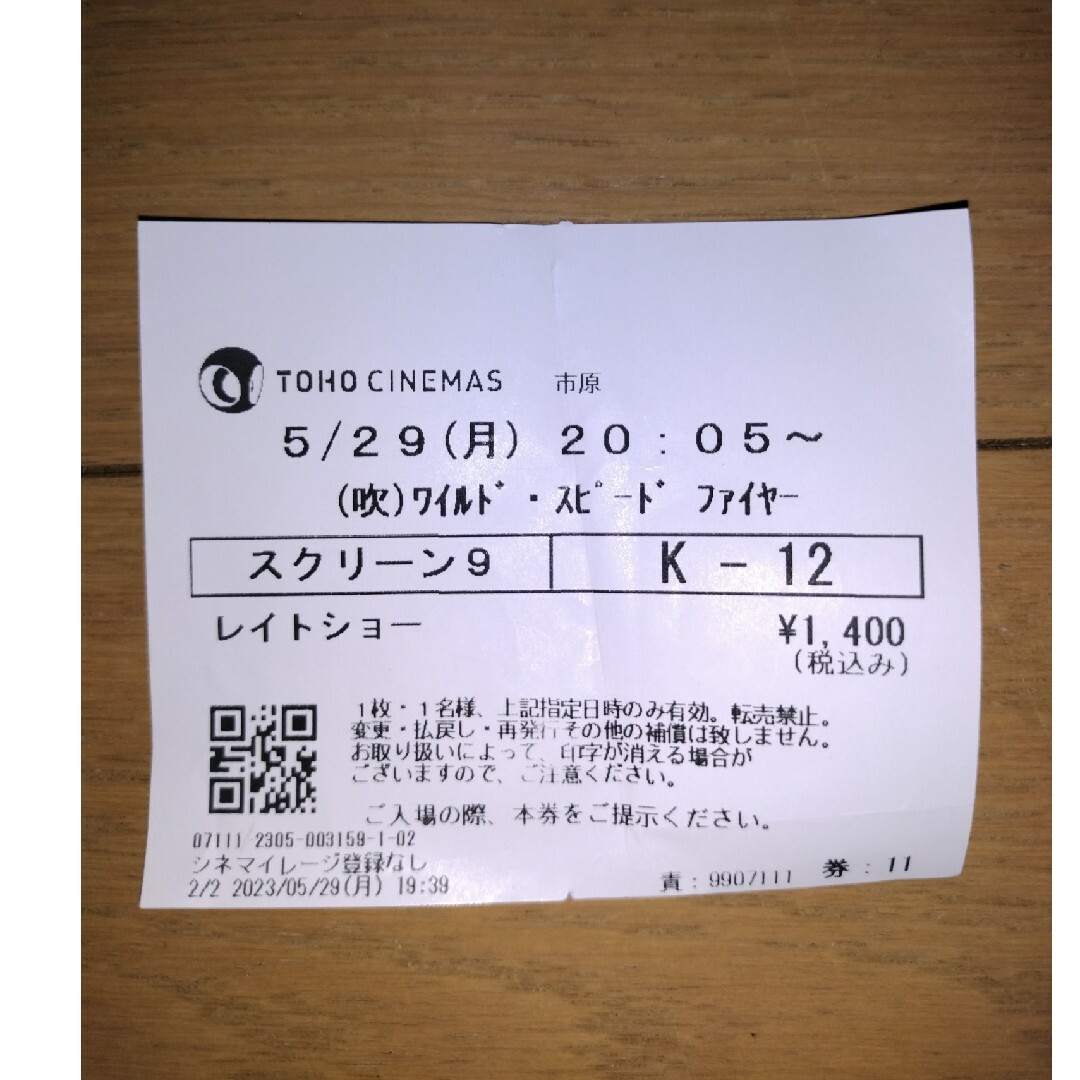 TOHO CINEMAS 市原
5/29(月) 20:05～
(吹)ﾜｲﾙﾄﾞ・ｽﾋﾟｰﾄﾞ ﾌｧｲﾔｰ
スクリーン9 K - 12
レイトショー ¥1,400
(税込み)
1枚・1名様、上記指定日時のみ有効。転売禁止。
変更・払戻し・再発行その他の補償は致しません。
お取り扱いによって、印字が消える場合が
ございますので、ご注意ください。
ご入場の際、本券をご提示ください。
07111-2305-003159-1-02
シネマイレージ登録なし
2/2 2023/05/29(月) 19:39 責:9907111 券:11